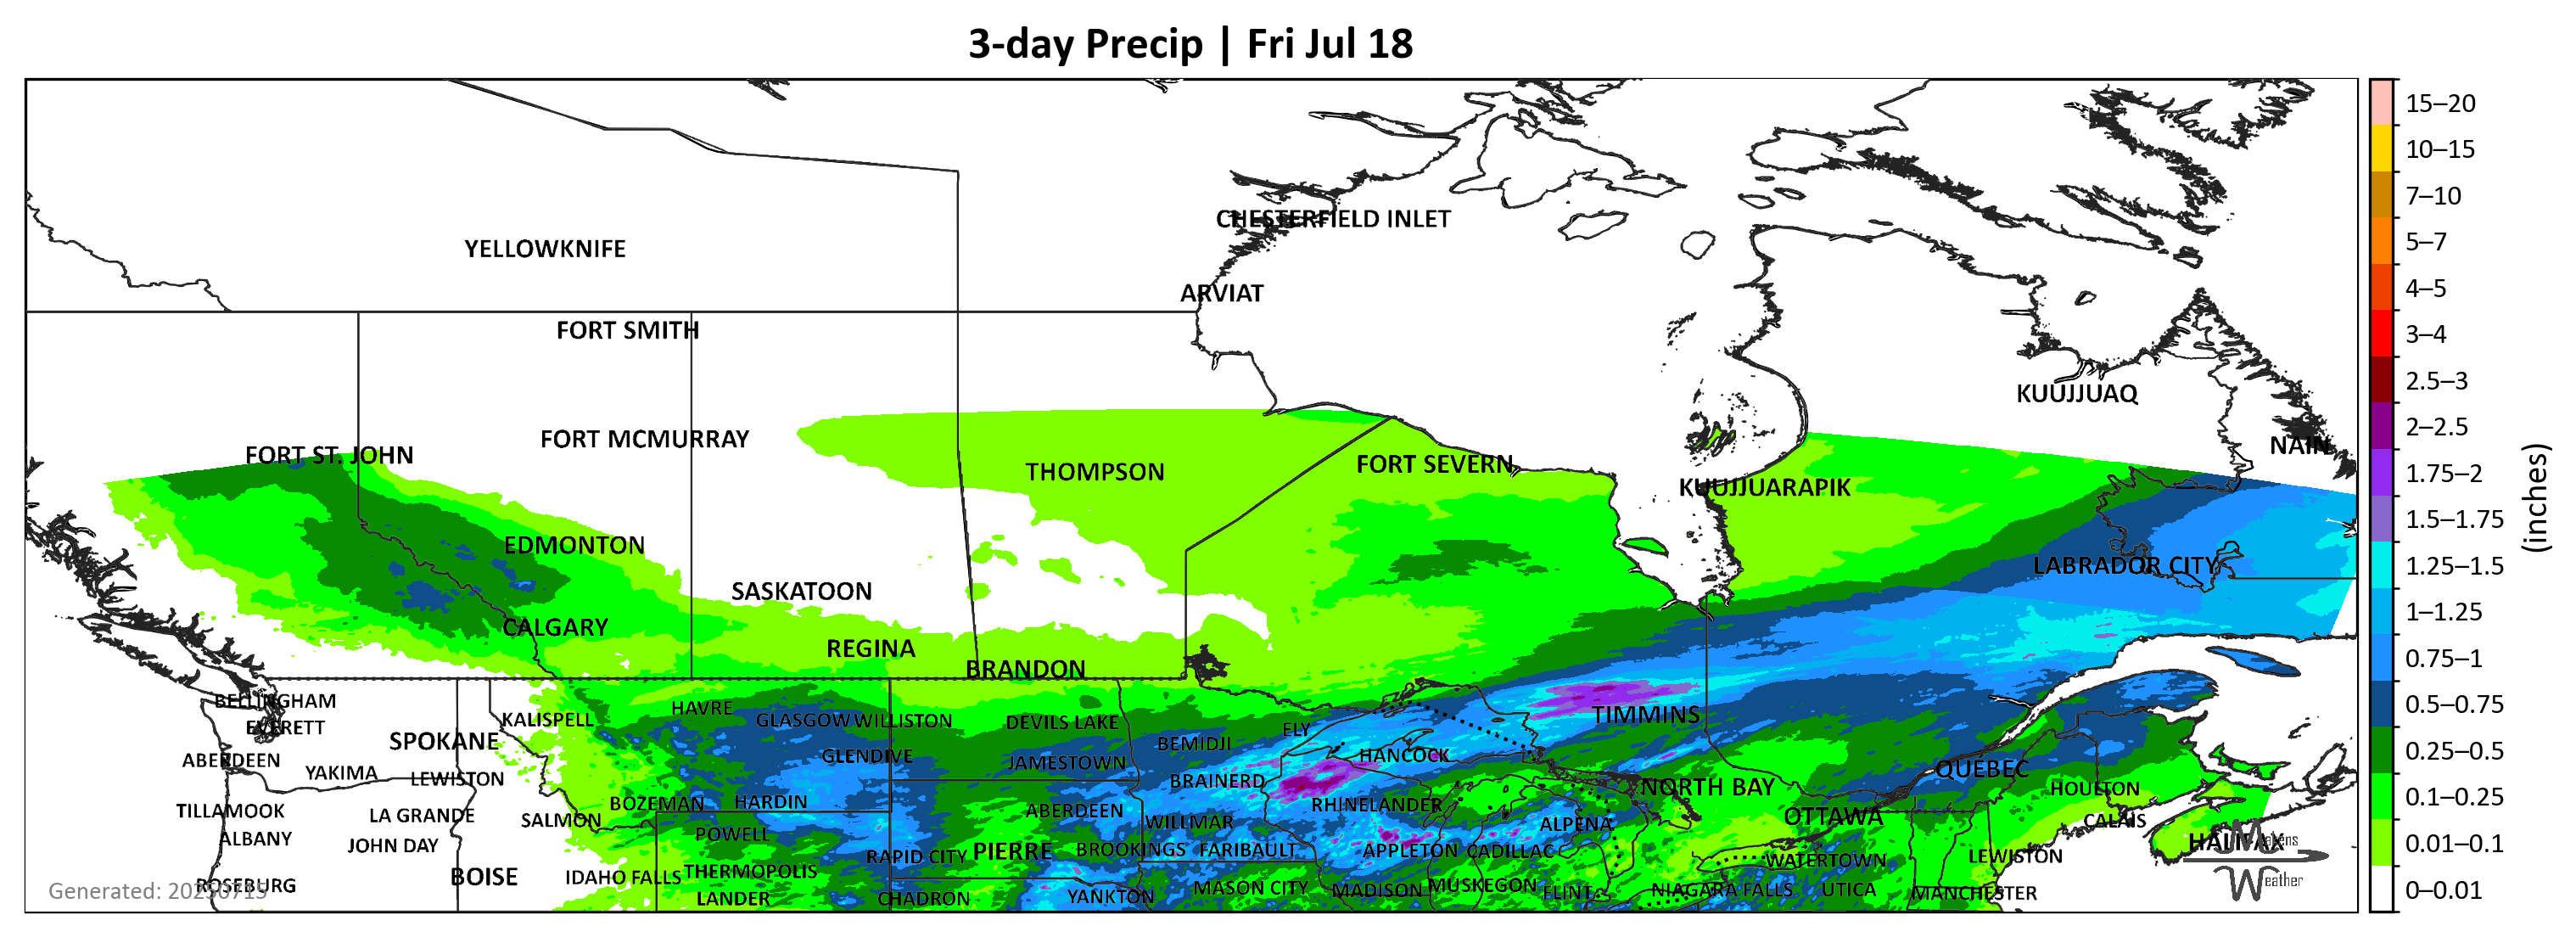 3-day Precip | Fri Jul 18
CHESTERFIELD INLET
YELLOWKNIFE
ARVIAT
FORT SMITH
KUUJJUAQ
FORT MCMURRAY
NAIN
FORT ST. JOHN
THOMPSON
FORT SEVERN
KUUJJUARAPIK
EDMONTON
LABRADOR CITY
SASKATOON
CALGARY
REGINA
BRANDON
BELLINGHAM
HAVRE
KALISPELL
GLASGOW
WILLISTON
DEVILS LAKE
TIMMINS
EVERETT
ELY
SPOKANE
BEMIDJI
GLENDIVE
HANCOCK
ABERDEEN
JAMESTOWN
QUÉBEC
YAKIMA
LEWISTON
BRAINERD
NORTH BAY
HOULTON
BOZEMAN
HARDIN
RHINELANDER
TILLAMOOK
LA GRANDE
ABERDEEN
OTTAWA
SALMON
WILLMAR
ALPENA
CALAIS
ALBANY
POWELL
JOHN DAY
HALIFAX
RAPID CITY
PIERRE
BROOKINGS
FARIBAULT
APPLETON
CADILLAC
WATERTOWN
LEWISTON
BOISE
IDAHO FALLS
THERMOPOLIS
ROSEBURG
MASON CITY
MADISON
MUSKEGON
FLINT
NIAGARA FALLS
UTICA
MANCHESTER
LANDER
CHADRON
YANKTON
Generated: 20250715
Weather
15–20
10–15
7–10
5–7
4–5
3–4
2.5–3
2–2.5
1.75–2
1.5–1.75
1.25–1.5
1–1.25
0.75–1
0.5–0.75
0.25–0.5
0.1–0.25
0.01–0.1
0–0.01
(inches)